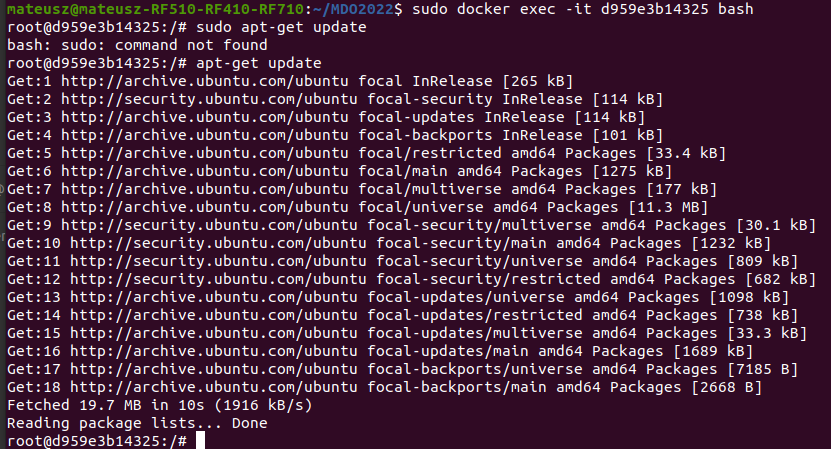 mateusz@mateusz-RF510-RF410-RF710:~/MDO2022$ sudo docker exec -it d959e3b14325 bash
root@d959e3b14325:/# sudo apt-get update
bash: sudo: command not found
root@d959e3b14325:/# apt-get update
Get:1 http://archive.ubuntu.com/ubuntu focal InRelease [265 kB]
Get:2 http://security.ubuntu.com/ubuntu focal-security InRelease [114 kB]
Get:3 http://archive.ubuntu.com/ubuntu focal-updates InRelease [114 kB]
Get:4 http://archive.ubuntu.com/ubuntu focal-backports InRelease [101 kB]
Get:5 http://archive.ubuntu.com/ubuntu focal/restricted amd64 Packages [33.4 kB]
Get:6 http://archive.ubuntu.com/ubuntu focal/main amd64 Packages [1275 kB]
Get:7 http://archive.ubuntu.com/ubuntu focal/multiverse amd64 Packages [177 kB]
Get:8 http://archive.ubuntu.com/ubuntu focal/universe amd64 Packages [11.3 MB]
Get:9 http://security.ubuntu.com/ubuntu focal-security/multiverse amd64 Packages [30.1 kB]
Get:10 http://security.ubuntu.com/ubuntu focal-security/main amd64 Packages [1232 kB]
Get:11 http://security.ubuntu.com/ubuntu focal-security/universe amd64 Packages [809 kB]
Get:12 http://security.ubuntu.com/ubuntu focal-security/restricted amd64 Packages [682 kB]
Get:13 http://archive.ubuntu.com/ubuntu focal-updates/universe amd64 Packages [1098 kB]
Get:14 http://archive.ubuntu.com/ubuntu focal-updates/restricted amd64 Packages [738 kB]
Get:15 http://archive.ubuntu.com/ubuntu focal-updates/multiverse amd64 Packages [33.3 kB]
Get:16 http://archive.ubuntu.com/ubuntu focal-updates/main amd64 Packages [1689 kB]
Get:17 http://archive.ubuntu.com/ubuntu focal-backports/universe amd64 Packages [7185 B]
Get:18 http://archive.ubuntu.com/ubuntu focal-backports/main amd64 Packages [2668 B]
Fetched 19.7 MB in 10s (1916 kB/s)
Reading package lists... Done
root@d959e3b14325:/#